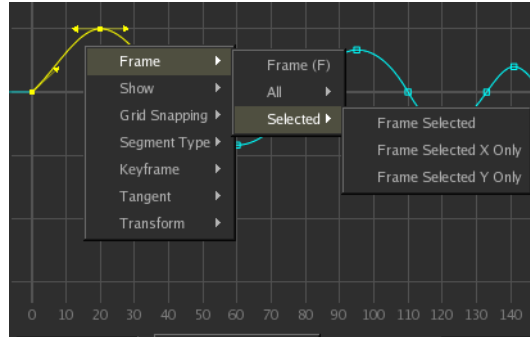 Frame
Show
Grid Snapping
Segment Type
Keyframe
Tangent
Transform
Frame (F)
All
Selected
Frame Selected
Frame Selected X Only
Frame Selected Y Only
0 10 20 30 40 50 60 70 80 90 100 110 120 130 140